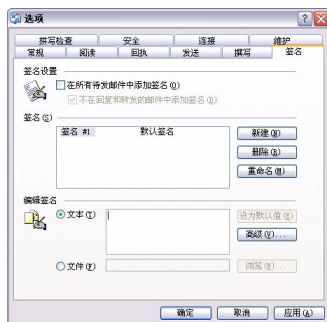 选项
拼写检查 安全 连接 维护
常规 阅读 回执 发送 撰写 签名
签名设置
在所有待发邮件中添加签名(O)
不在回复和转发的邮件中添加签名(D)
签名(S)
签名 #1 默认签名
新建(N)
删除(R)
重命名(M)
编辑签名
文本(T)
设为默认值(E)
高级(V)...
文件(F)
浏览(W)...
确定 取消 应用(A)